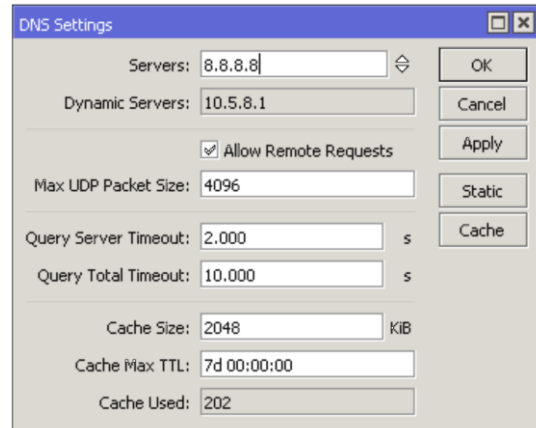 DNS Settings
Servers: 8.8.8.8
OK
Dynamic Servers: 10.5.8.1
Cancel
Allow Remote Requests
Apply
Max UDP Packet Size: 4096
Static
Query Server Timeout: 2.000 s
Cache
Query Total Timeout: 10.000 s
Cache Size: 2048 KiB
Cache Max TTL: 7d 00:00:00
Cache Used: 202